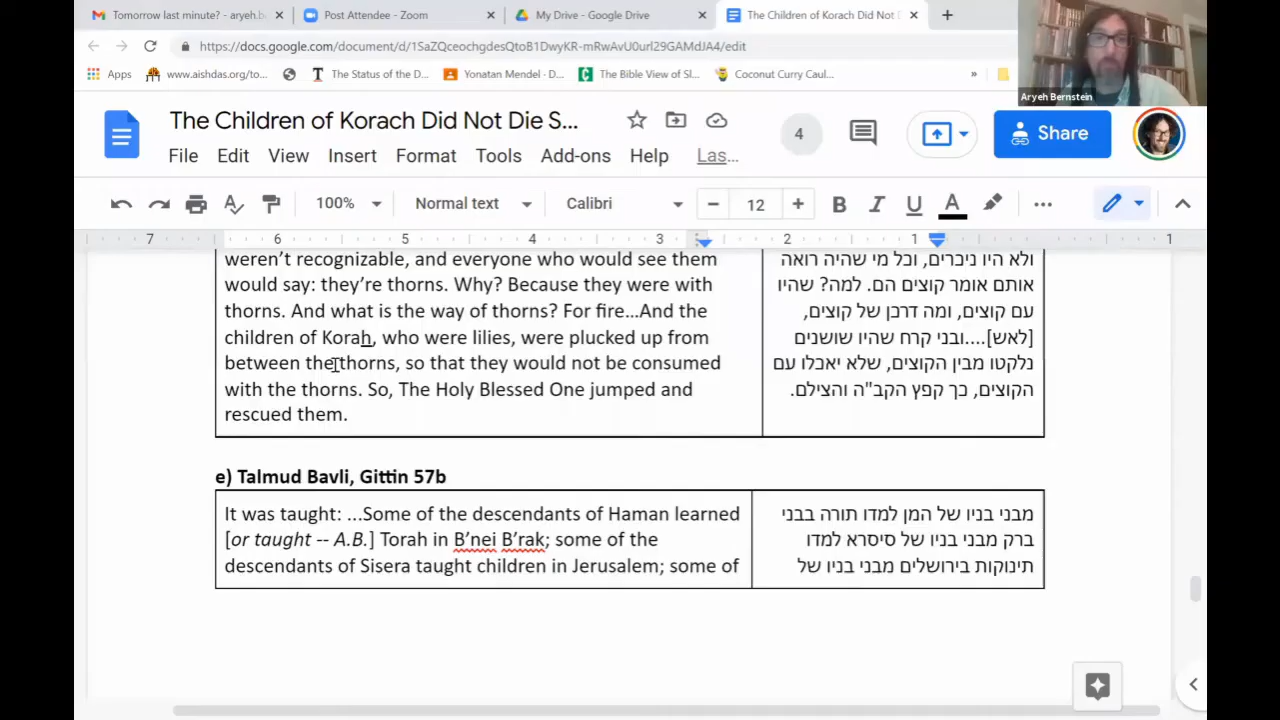 Tomorrow last minute? - aryeh.b
Post Attendee - Zoom
My Drive - Google Drive
The Children of Korach Did Not D
https://docs.google.com/document/d/1SaZQceochgdesQtoB1DwyKR-mRwAvU0url29GAMdJA4/edit
Apps
www.aishdas.org/to...
The Status of the D...
Yonatan Mendel · D...
The Bible View of Sl...
Coconut Curry Caul...
»
Aryeh Bernstein
The Children of Korach Did Not Die S...
4
Share
File Edit View Insert Format Tools Add-ons Help Las...
100% Normal text Calibri 12 B I U A
7 6 5 4 3 2 1 1
weren't recognizable, and everyone who would see them
would say: they're thorns. Why? Because they were with
thorns. And what is the way of thorns? For fire...And the
children of Korah, who were lilies, were plucked up from
between the thorns, so that they would not be consumed
with the thorns. So, The Holy Blessed One jumped and
rescued them.
ולא היו ניכרים, וכל מי שהיה רואה
אותם אומר קוצים הם. למה? שהיו
עם קוצים, ומה דרכן של קוצים,
[לאש]....ובני קרח שהיו שושנים
נלקטו מבין הקוצים, שלא יאכלו עם
הקוצים, כך קפץ הקב"ה והצילם.
e) Talmud Bavli, Gittin 57b
It was taught: ...Some of the descendants of Haman learned
[or taught -- A.B.] Torah in B'nei B'rak; some of the
descendants of Sisera taught children in Jerusalem; some of
מבני בניו של המן למדו תורה בבני
ברק מבני בניו של סיסרא למדו
תינוקות בירושלים מבני בניו של